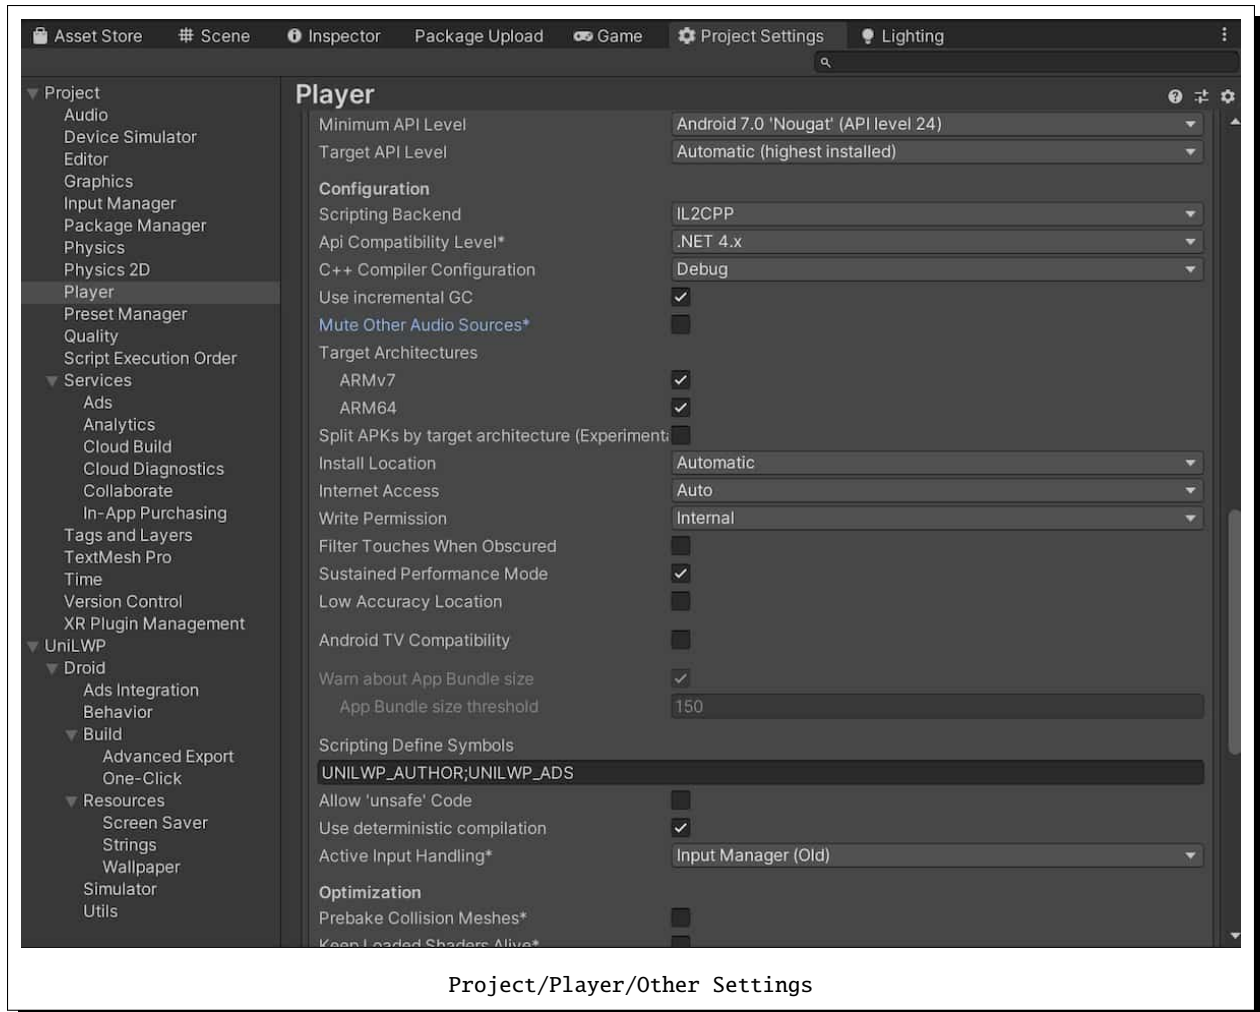 Asset Store
Scene
Inspector
Package Upload
Game
Project Settings
Lighting
Project
Audio
Device Simulator
Editor
Graphics
Input Manager
Package Manager
Physics
Physics 2D
Player
Preset Manager
Quality
Script Execution Order
Services
Ads
Analytics
Cloud Build
Cloud Diagnostics
Collaborate
In-App Purchasing
Tags and Layers
TextMesh Pro
Time
Version Control
XR Plugin Management
UniLWP
Droid
Ads Integration
Behavior
Build
Advanced Export
One-Click
Resources
Screen Saver
Strings
Wallpaper
Simulator
Utils
Player
Minimum API Level Android 7.0 'Nougat' (API level 24)
Target API Level Automatic (highest installed)
Configuration
Scripting Backend IL2CPP
Api Compatibility Level* .NET 4.x
C++ Compiler Configuration Debug
Use incremental GC
Mute Other Audio Sources*
Target Architectures
ARMv7
ARM64
Split APKs by target architecture (Experimenta
Install Location Automatic
Internet Access Auto
Write Permission Internal
Filter Touches When Obscured
Sustained Performance Mode
Low Accuracy Location
Android TV Compatibility
Warn about App Bundle size
App Bundle size threshold 150
Scripting Define Symbols
UNILWP_AUTHOR;UNILWP_ADS
Allow 'unsafe' Code
Use deterministic compilation
Active Input Handling* Input Manager (Old)
Optimization
Prebake Collision Meshes*
Keep Loaded Shaders Alive*
Project/Player/Other Settings